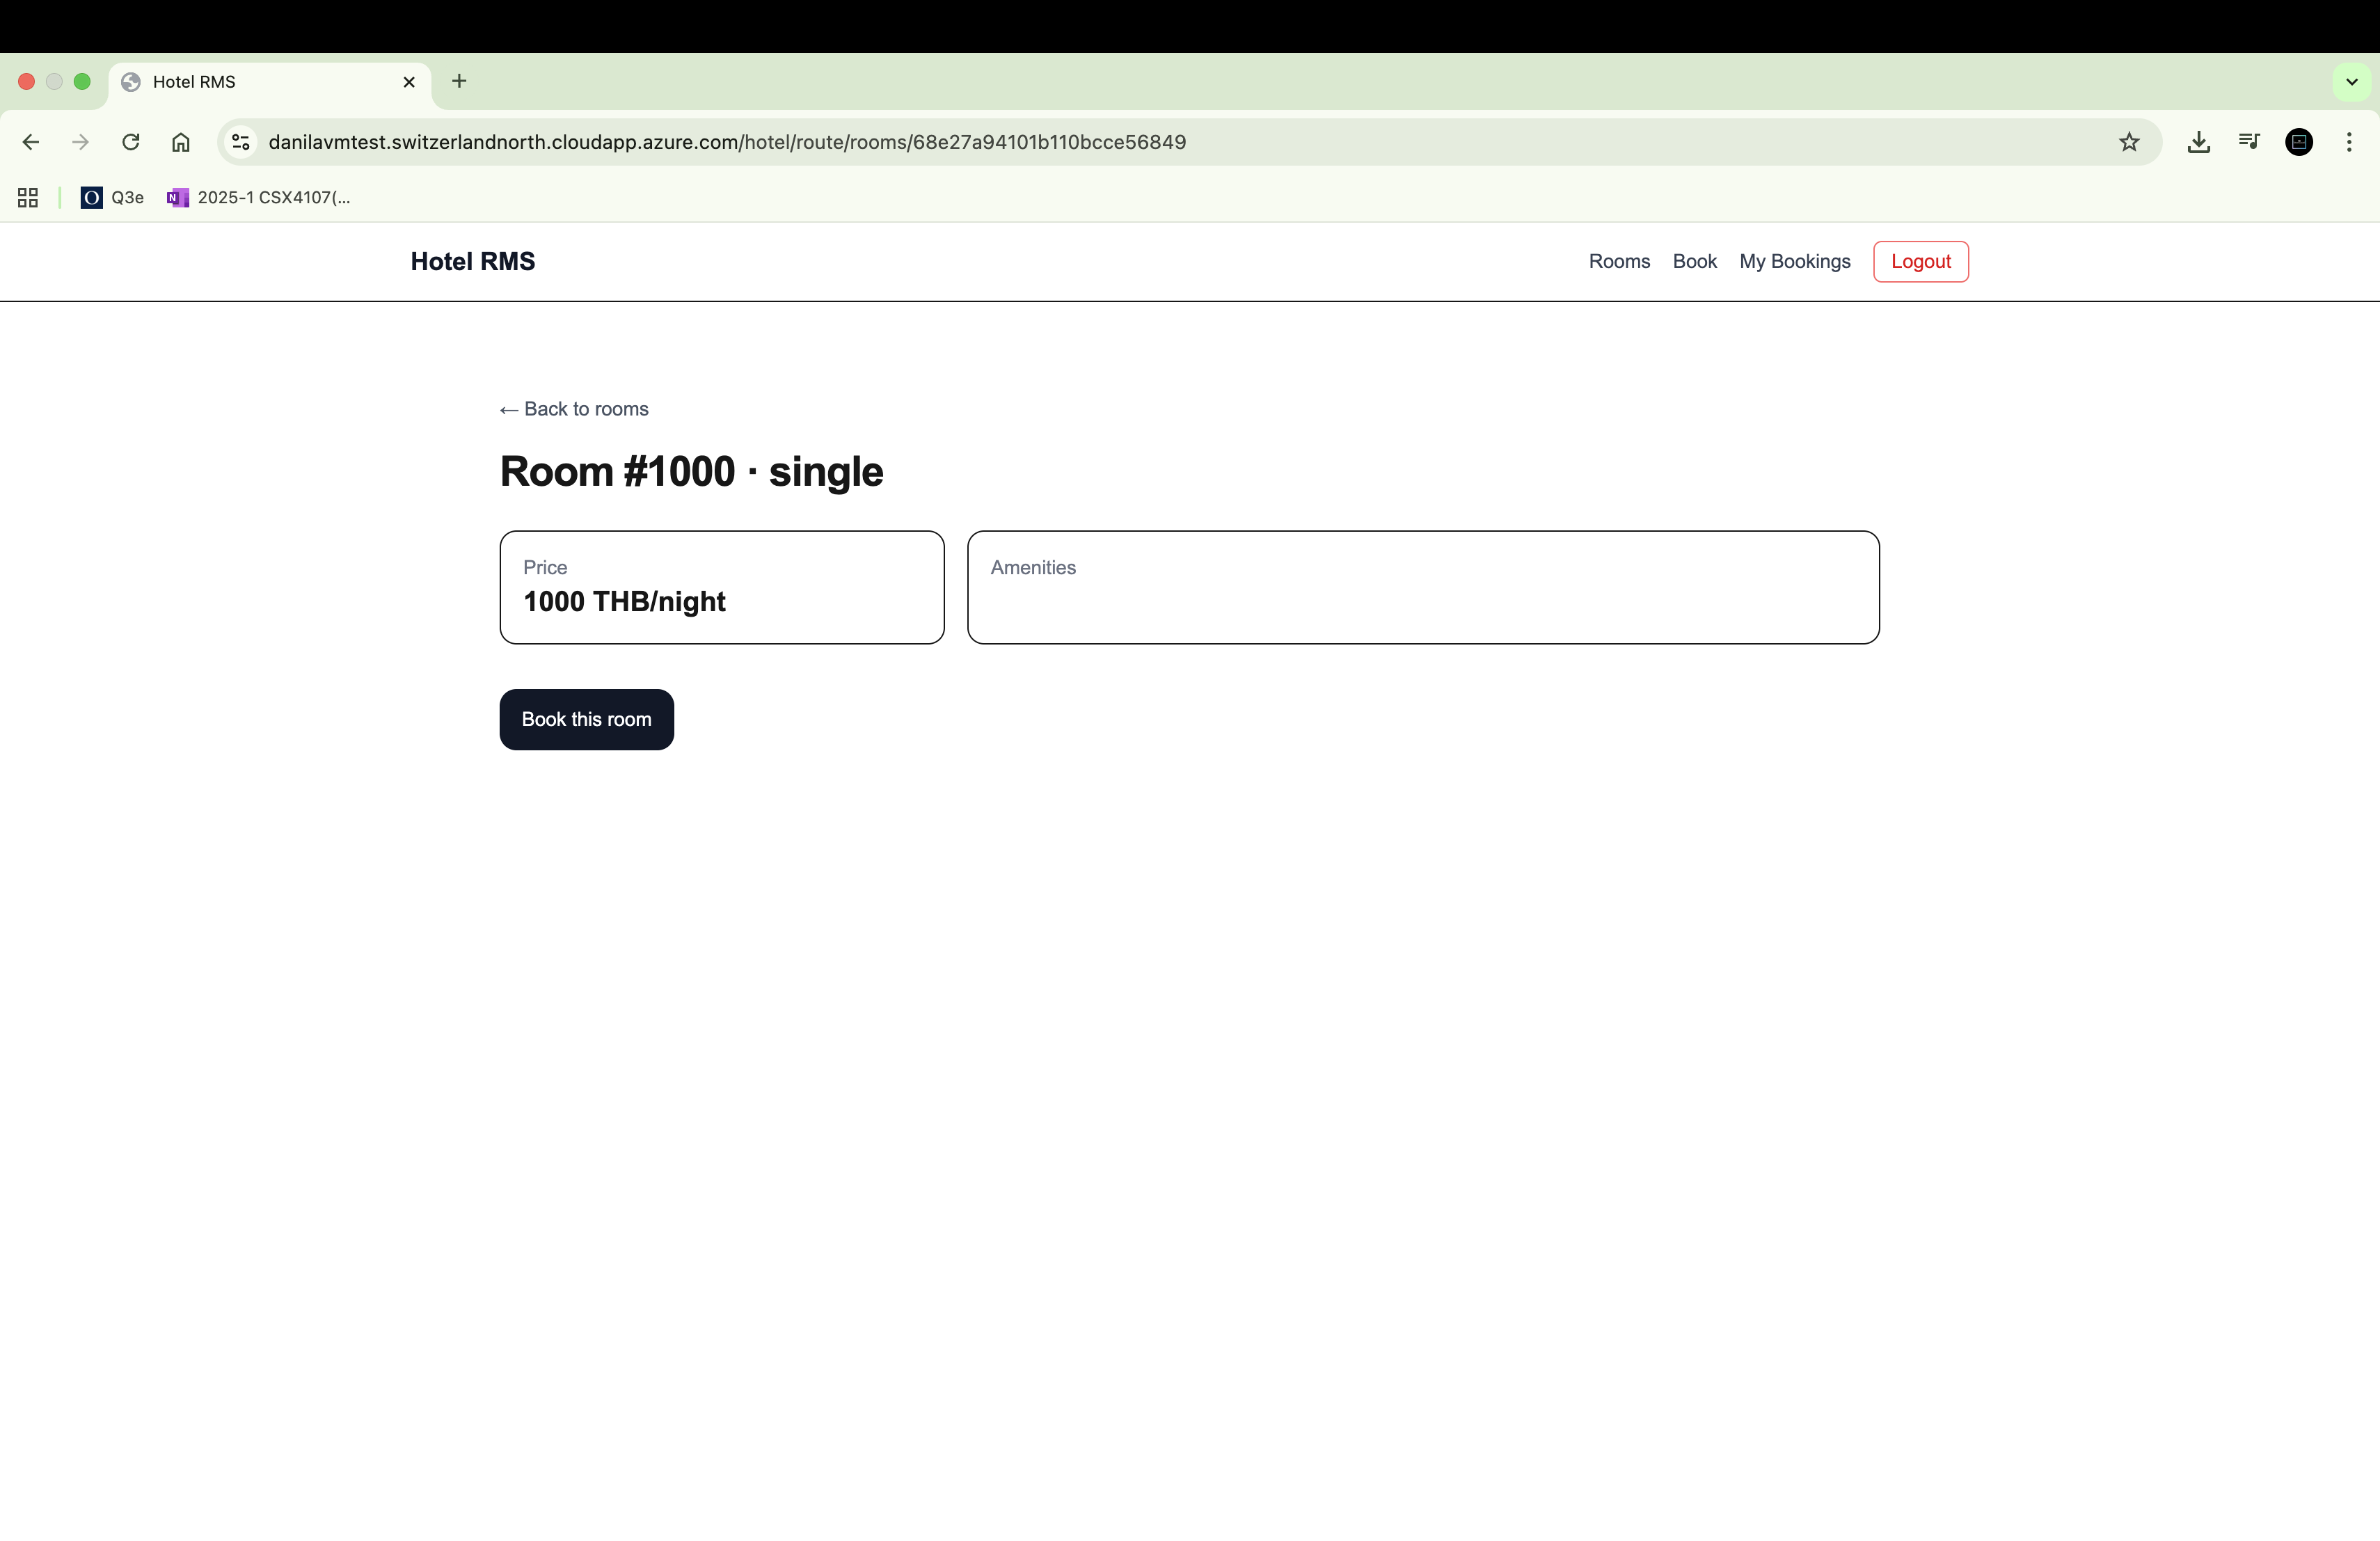 Hotel RMS
danilavmtest.switzerlandnorth.cloudapp.azure.com/hotel/route/rooms/68e27a94101b110bcce56849
Q3e
2025-1 CSX4107(...
Hotel RMS
Rooms
Book
My Bookings
Logout
← Back to rooms
Room #1000 · single
Price
1000 THB/night
Amenities
Book this room